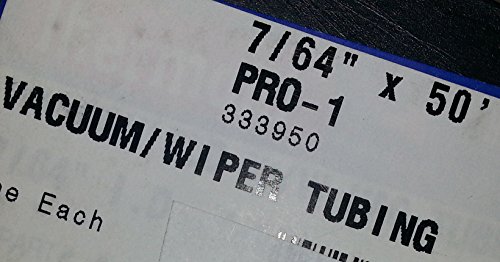 7/64" X 50'
PRO-1
333950
VACUUM/WIPER TUBING
Each